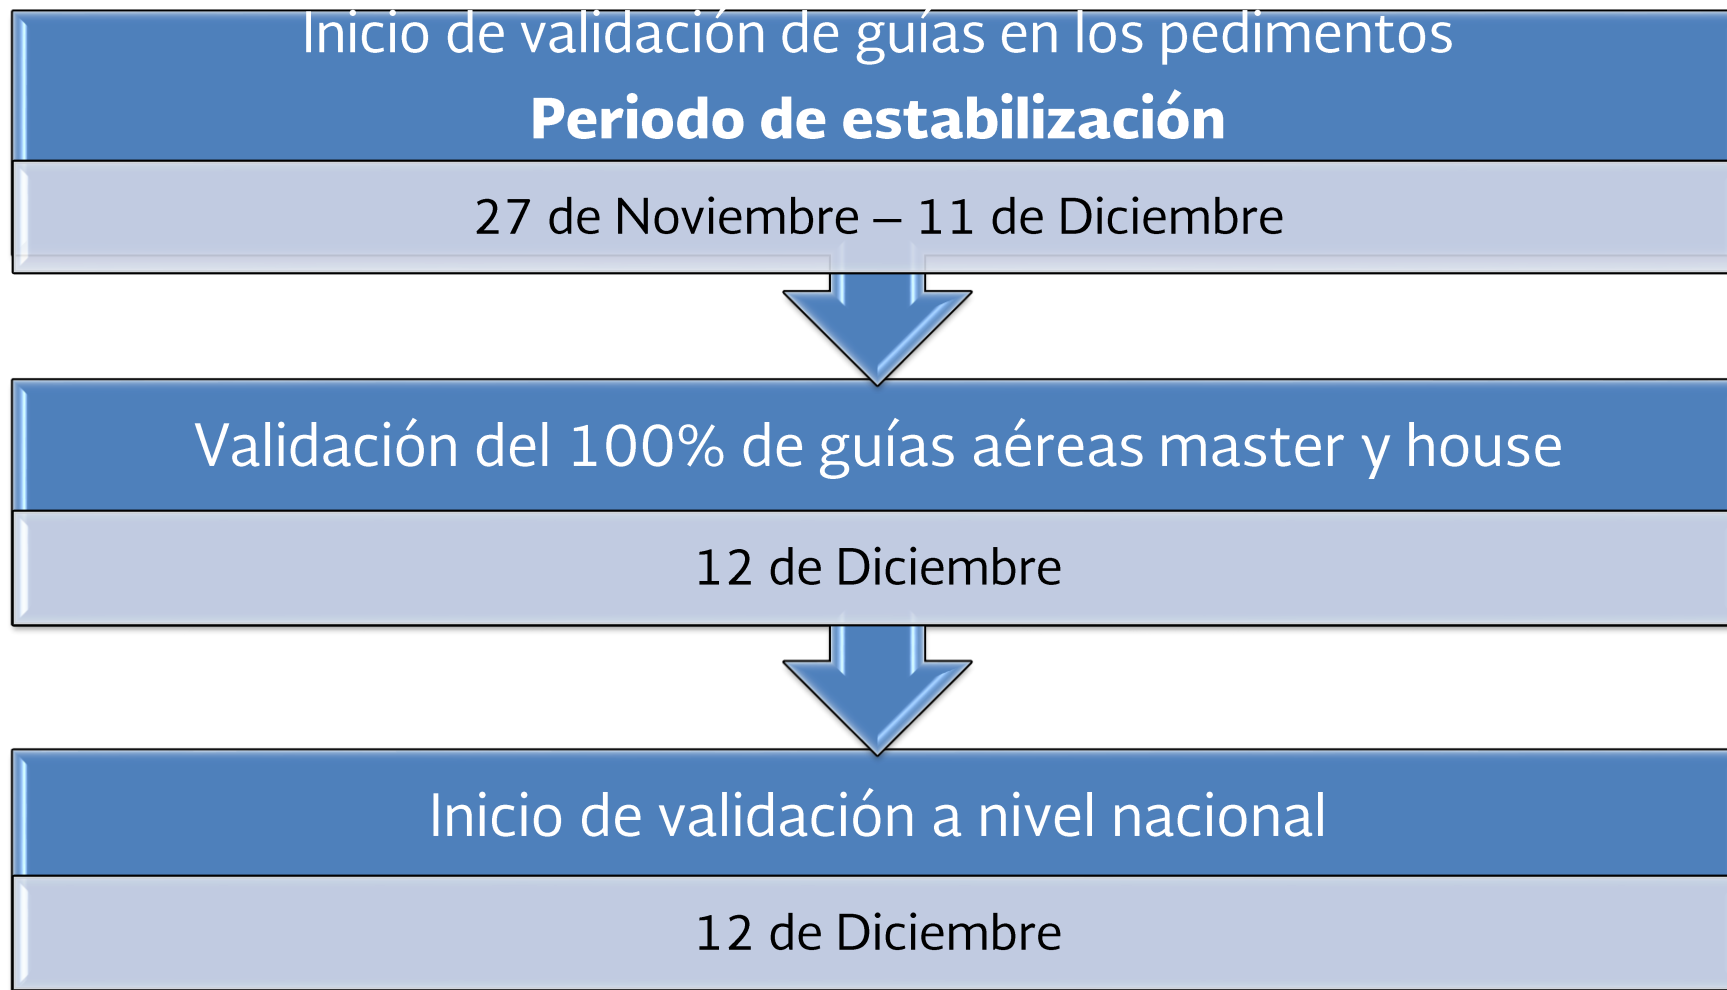 Inicio de validación de guías en los pedimentos
Periodo de estabilización
27 de Noviembre – 11 de Diciembre
Validación del 100% de guías aéreas master y house
12 de Diciembre
Inicio de validación a nivel nacional
12 de Diciembre